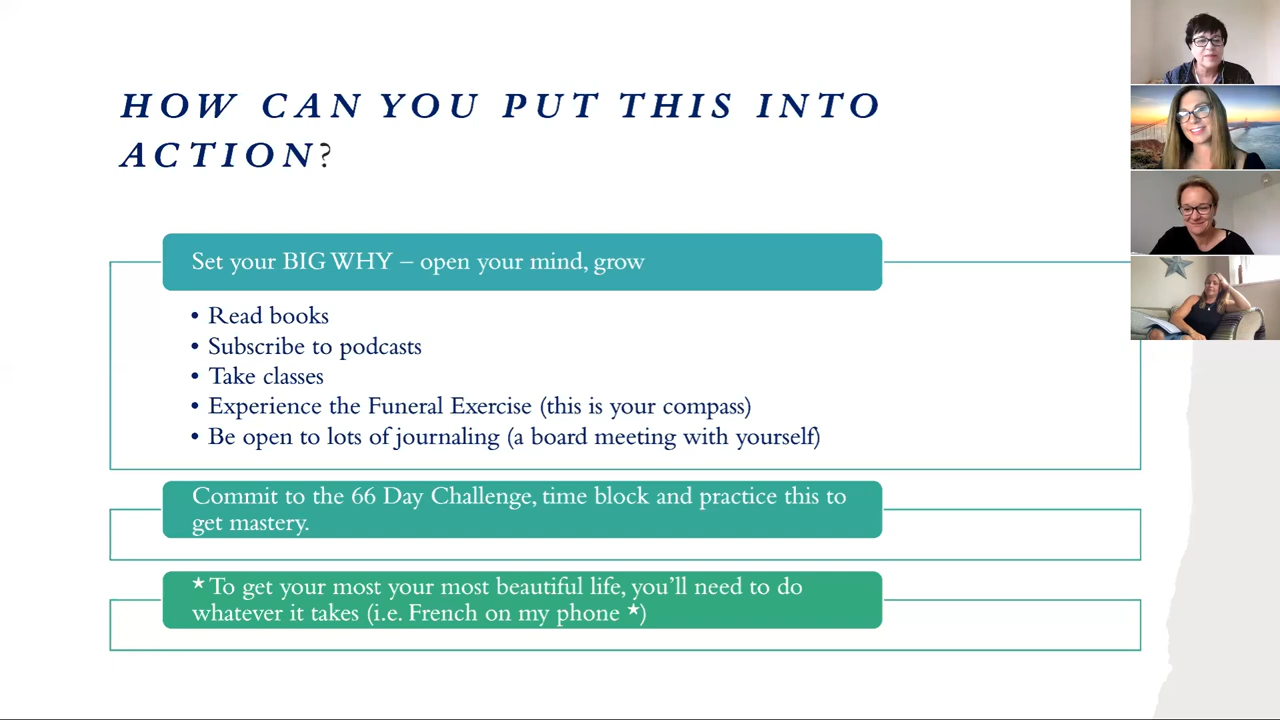 HOW CAN YOU PUT THIS INTO
ACTION?
Set your BIG WHY – open your mind, grow
• Read books
• Subscribe to podcasts
• Take classes
• Experience the Funeral Exercise (this is your compass)
• Be open to lots of journaling (a board meeting with yourself)
Commit to the 66 Day Challenge, time block and practice this to
get mastery.
★To get your most your most beautiful life, you’ll need to do
whatever it takes (i.e. French on my phone ★)